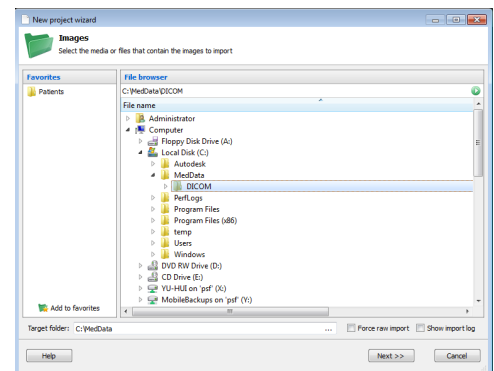 New project wizard
Images
Select the media or files that contain the images to import
Favorites
Patients
Add to favorites
File browser
C:\MedData\DICOM
File name
Administrator
Computer
Floppy Disk Drive (A:)
Local Disk (C:)
Autodesk
MedData
DICOM
PerfLogs
Program Files
Program Files (x86)
temp
Users
Windows
DVD RW Drive (D:)
CD Drive (E:)
YU-HUI on 'psf' (X:)
MobileBackups on 'psf' (Y:)
Target folder: C:\MedData ... Force raw import Show import log
Help Next >> Cancel